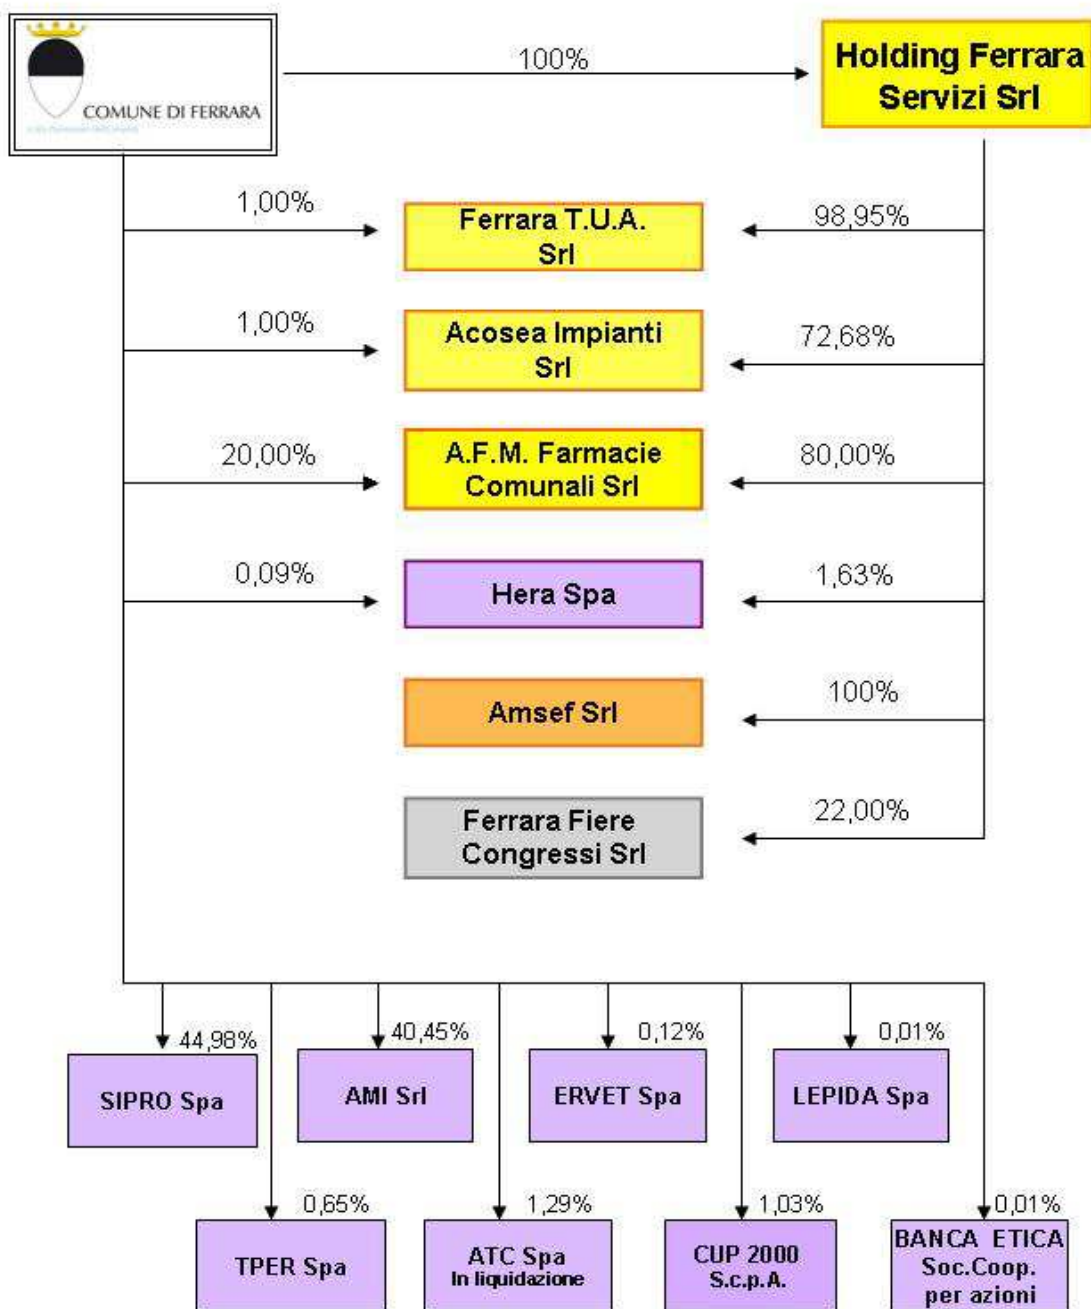 COMUNE DI FERRARA
100%
Holding Ferrara
Servizi Srl
1,00%
Ferrara T.U.A.
Srl
98,95%
1,00%
Acosea Impianti
Srl
72,68%
20,00%
A.F.M. Farmacie
Comunali Srl
80,00%
0,09%
Hera Spa
1,63%
Amsef Srl
100%
Ferrara Fiere
Congressi Srl
22,00%
44,98%
SIPRO Spa
40,45%
AMI Srl
0,12%
ERVET Spa
0,01%
LEPIDA Spa
0,65%
TPER Spa
1,29%
ATC Spa
In liquidazione
1,03%
CUP 2000
S.c.p.A.
0,01%
BANCA ETICA
Soc.Coop.
per azioni